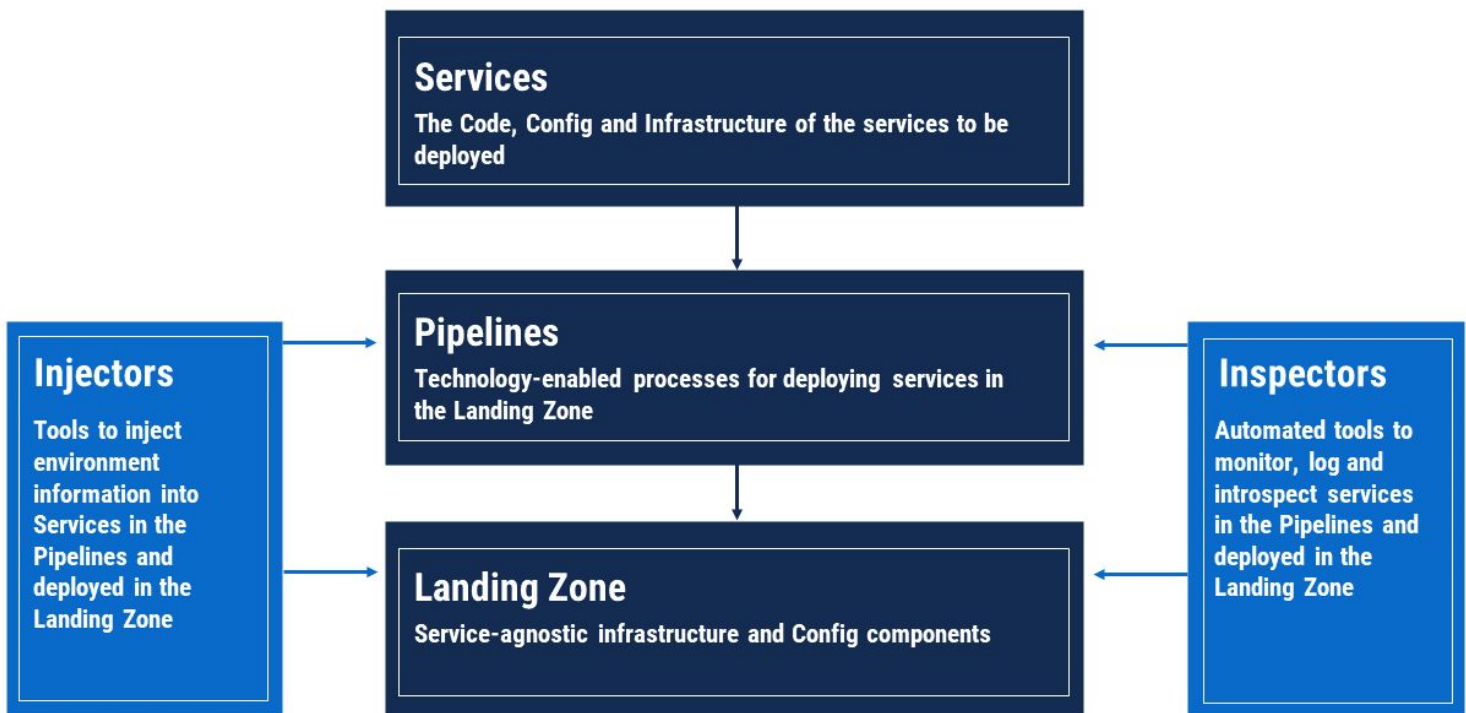 Services
The Code, Config and Infrastructure of the services to be
deployed
Pipelines
Technology-enabled processes for deploying services in
the Landing Zone
Injectors
Tools to inject
environment
information into
Services in the
Pipelines and
deployed in the
Landing Zone
Inspectors
Automated tools to
monitor, log and
introspect services
in the Pipelines and
deployed in the
Landing Zone
Landing Zone
Service-agnostic infrastructure and Config components